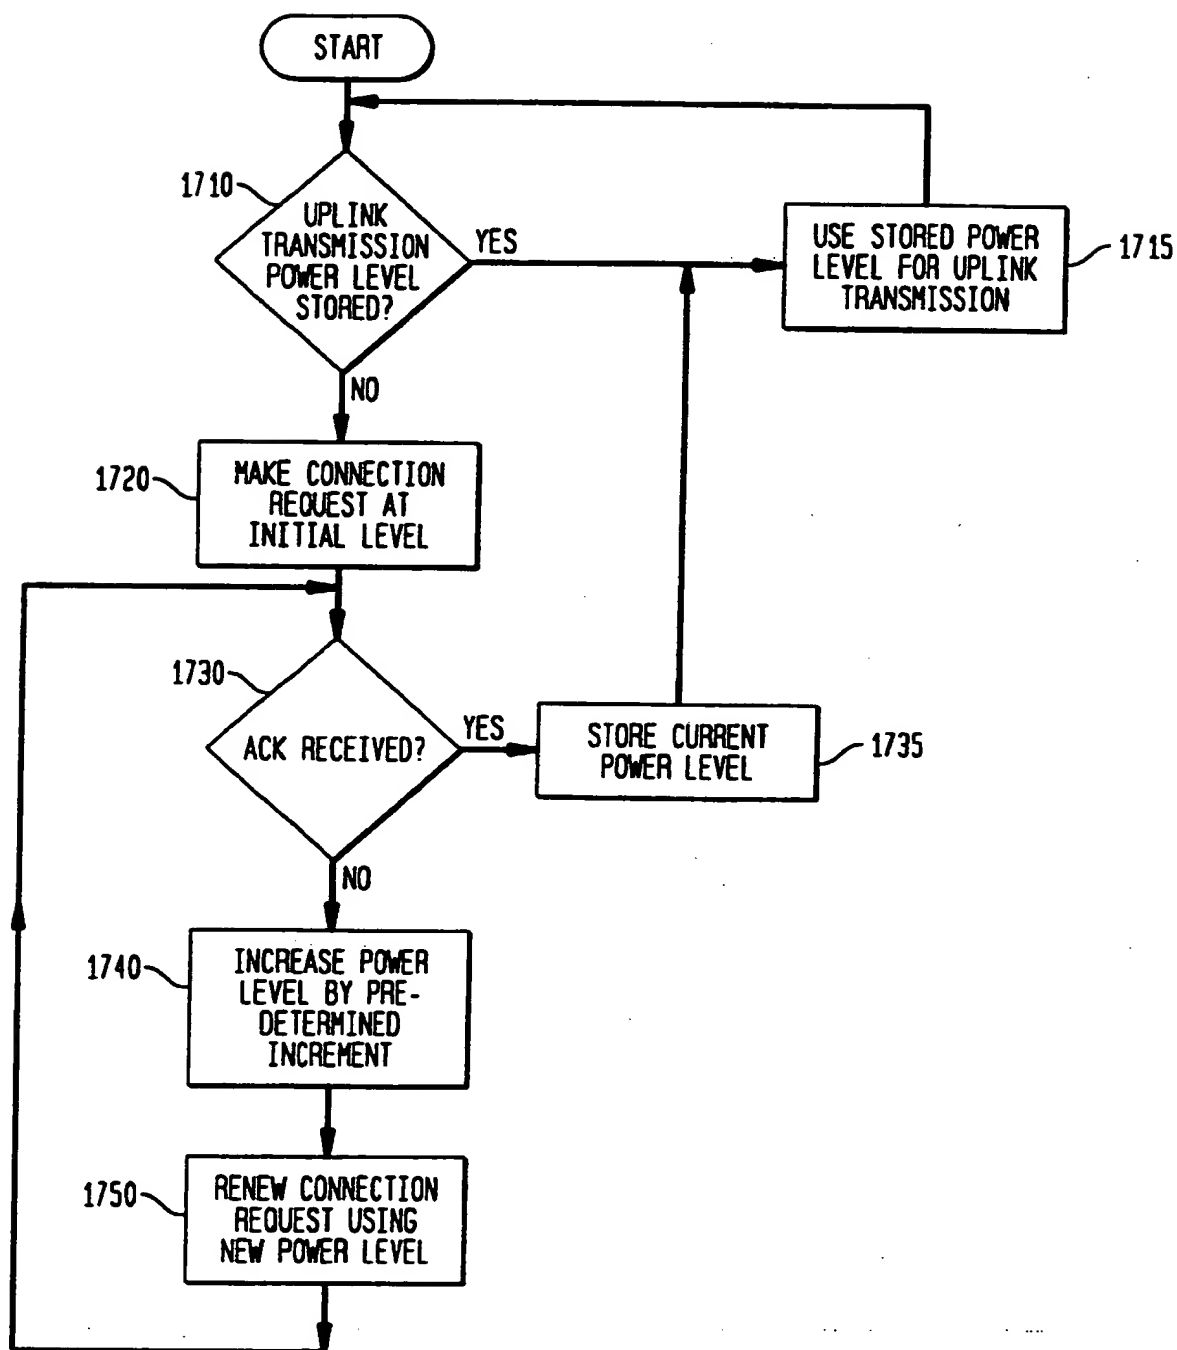 START
1710
UPLINK
TRANSMISSION
POWER LEVEL
STORED?
YES
USE STORED POWER
LEVEL FOR UPLINK
TRANSMISSION
1715
NO
1720
MAKE CONNECTION
REQUEST AT
INITIAL LEVEL
1730
ACK RECEIVED?
YES
STORE CURRENT
POWER LEVEL
1735
NO
1740
INCREASE POWER
LEVEL BY PRE-
DETERMINED
INCREMENT
1750
RENEW CONNECTION
REQUEST USING
NEW POWER LEVEL